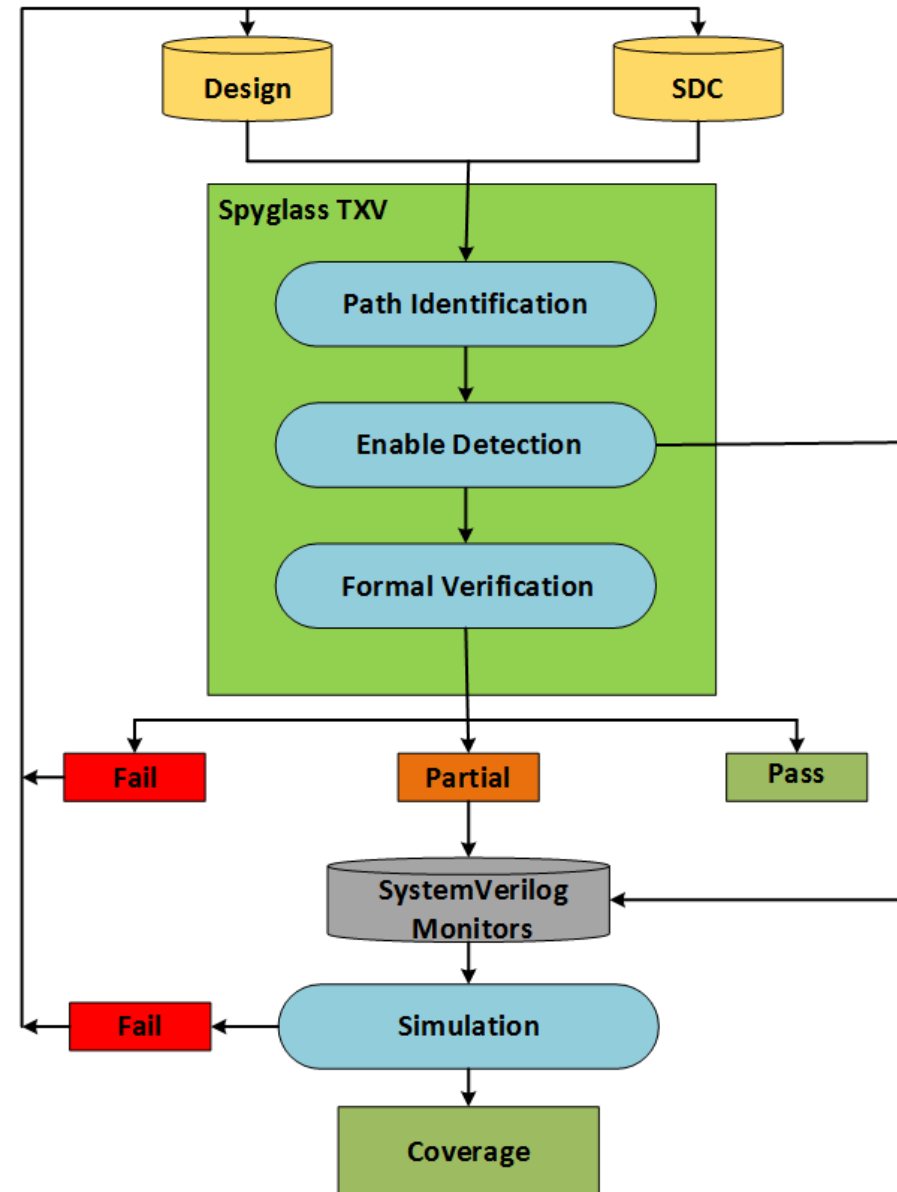 Design
SDC
Spyglass TXV
Path Identification
Enable Detection
Formal Verification
Fail
Partial
Pass
SystemVerilog
Monitors
Fail
Simulation
Coverage